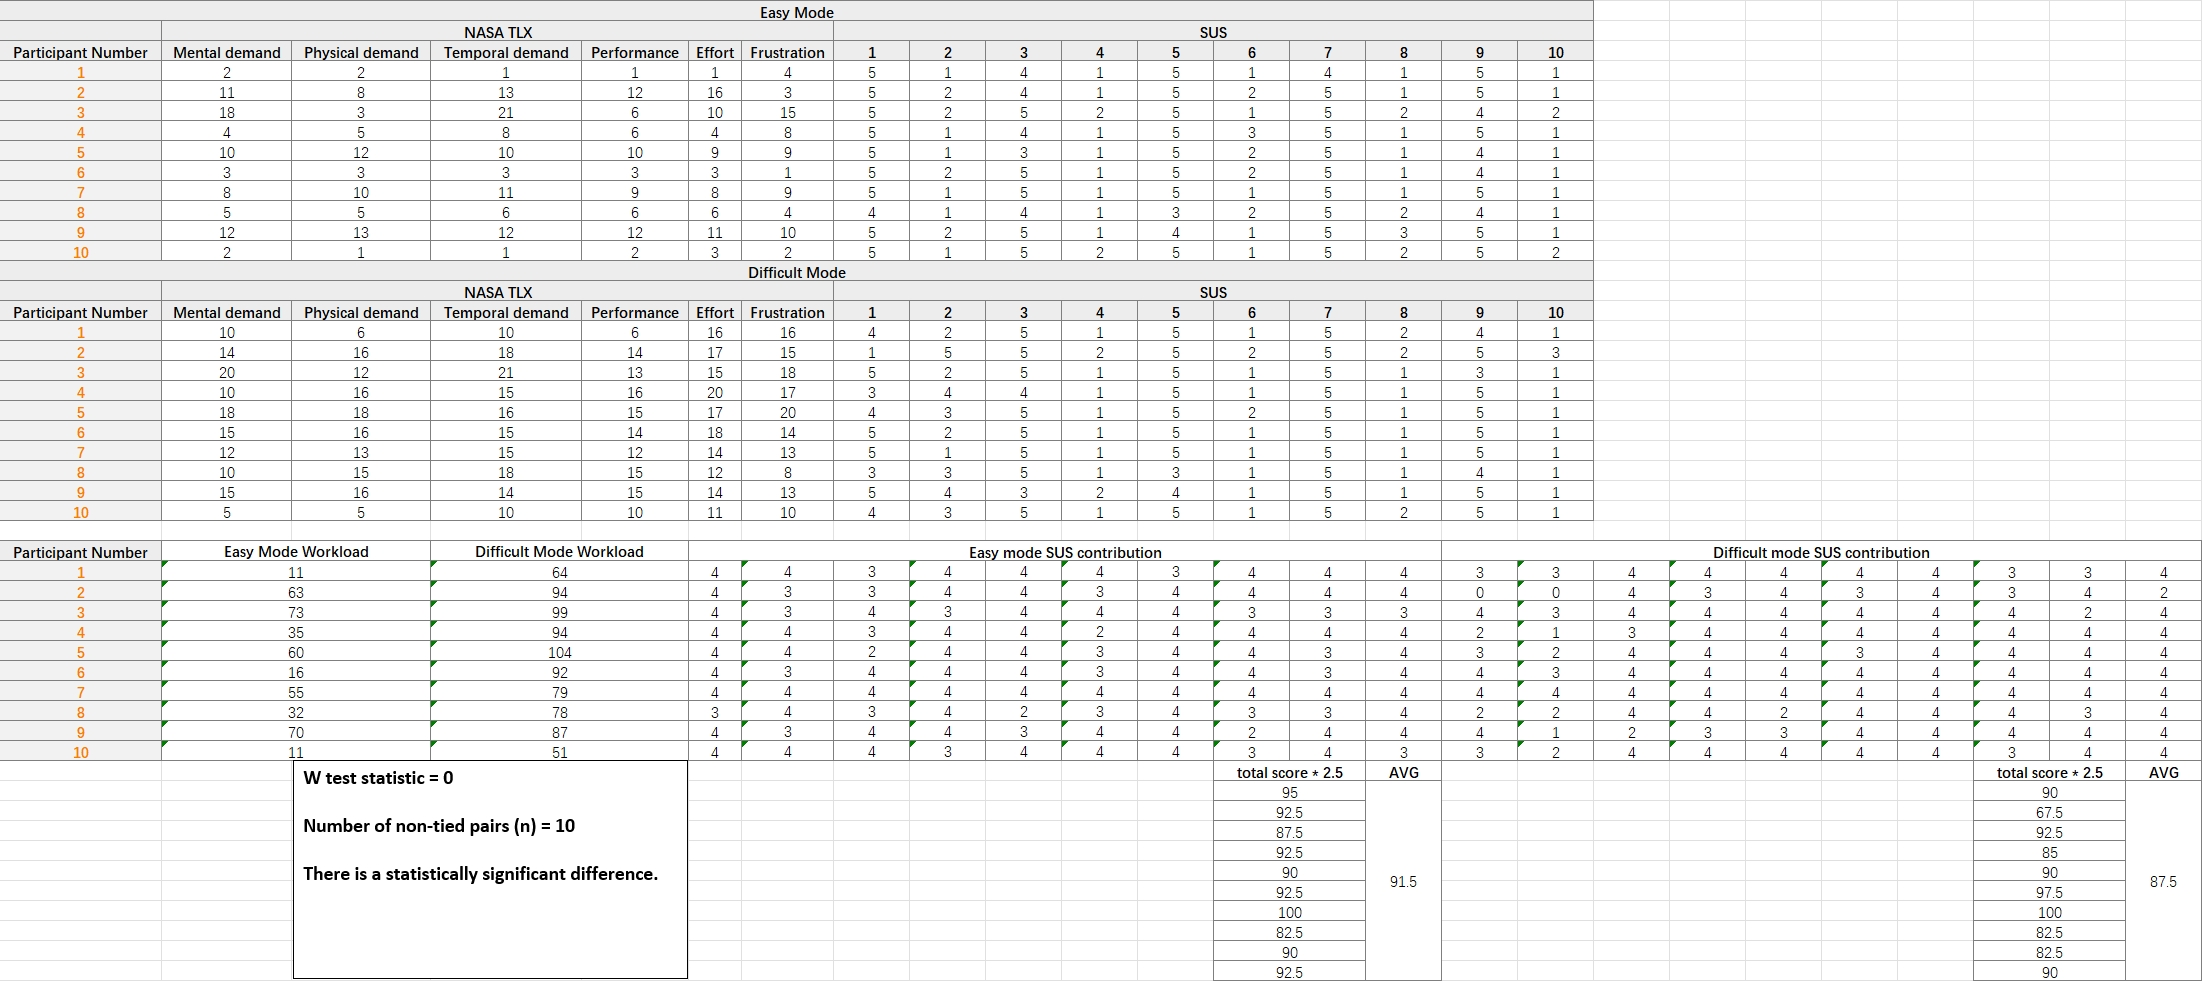 Easy Mode
NASA TLX SUS
Participant Number Mental demand Physical demand Temporal demand Performance Effort Frustration 1 2 3 4 5 6 7 8 9 10
1 2 2 1 1 1 4 5 1 4 1 5 1 4 1 5 1
2 11 8 13 12 16 3 5 2 4 1 5 2 5 1 5 1
3 18 3 21 6 10 15 5 2 5 2 5 1 5 2 4 2
4 4 5 8 6 4 8 5 1 4 1 5 3 5 1 5 1
5 10 12 10 10 9 9 5 1 3 1 5 2 5 1 4 1
6 3 3 3 3 3 1 5 2 5 1 5 2 5 1 4 1
7 8 10 11 9 8 9 5 1 5 1 5 1 5 1 5 1
8 5 5 6 6 6 4 4 1 4 1 3 2 5 2 4 1
9 12 13 12 12 11 10 5 2 5 1 4 1 5 3 5 1
10 2 1 1 2 3 2 5 1 5 2 5 1 5 2 5 2
Difficult Mode
NASA TLX SUS
Participant Number Mental demand Physical demand Temporal demand Performance Effort Frustration 1 2 3 4 5 6 7 8 9 10
1 10 6 10 6 16 16 4 2 5 1 5 1 5 2 4 1
2 14 16 18 14 17 15 1 5 5 2 5 2 5 2 5 3
3 20 12 21 13 15 18 5 2 5 1 5 1 5 1 3 1
4 10 16 15 16 20 17 3 4 4 1 5 1 5 1 5 1
5 18 18 16 15 17 20 4 3 5 1 5 2 5 1 5 1
6 15 16 15 14 18 14 5 2 5 1 5 1 5 1 5 1
7 12 13 15 12 14 13 5 1 5 1 5 1 5 1 5 1
8 10 15 18 15 12 8 3 3 5 1 3 1 5 1 4 1
9 15 16 14 15 14 13 5 4 3 2 4 1 5 1 5 1
10 5 5 10 10 11 10 4 3 5 1 5 1 5 2 5 1
Participant Number Easy Mode Workload Difficult Mode Workload Easy mode SUS contribution Difficult mode SUS contribution
1 11 64 4 4 3 4 4 4 3 4 4 4 3 3 4 4 4 4 4 3 3 4
2 63 94 4 3 3 4 4 3 4 4 4 4 0 0 4 3 4 3 4 3 4 2
3 73 99 4 3 4 3 4 4 4 3 3 3 4 3 4 4 4 4 4 4 2 4
4 35 94 4 4 3 4 4 2 4 4 4 4 2 1 3 4 4 4 4 4 4 4
5 60 104 4 4 2 4 4 3 4 4 3 4 3 2 4 4 4 3 4 4 4 4
6 16 92 4 3 4 4 4 3 4 4 3 4 4 3 4 4 4 4 4 4 4 4
7 55 79 4 4 4 4 4 4 4 4 4 4 4 4 4 4 4 4 4 4 4 4
8 32 78 3 4 3 4 2 3 4 3 3 4 2 2 4 4 2 4 4 4 3 4
9 70 87 4 3 4 4 3 4 4 2 4 4 4 1 2 3 3 4 4 4 4 4
10 11 51 4 4 4 3 4 4 4 3 4 3 3 2 4 4 4 4 4 3 4 4
W test statistic = 0
Number of non-tied pairs (n) = 10
There is a statistically significant difference.
total score * 2.5 AVG total score * 2.5 AVG
95 90
92.5 67.5
87.5 92.5
92.5 85
90 91.5 90 87.5
92.5 97.5
100 100
82.5 82.5
90 82.5
92.5 90